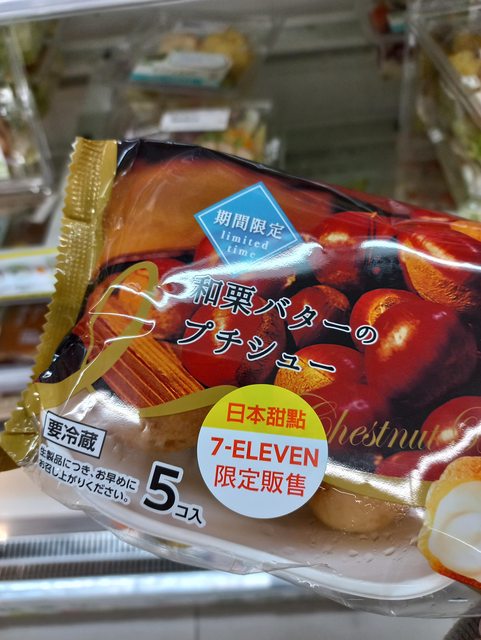 期間限定
limited
time
和栗バターの
プチシュー
Chestnut
日本甜點
7-ELEVEN
限定販售
要冷蔵
生製品につき、お早めに
お召し上がりください。
5コ入